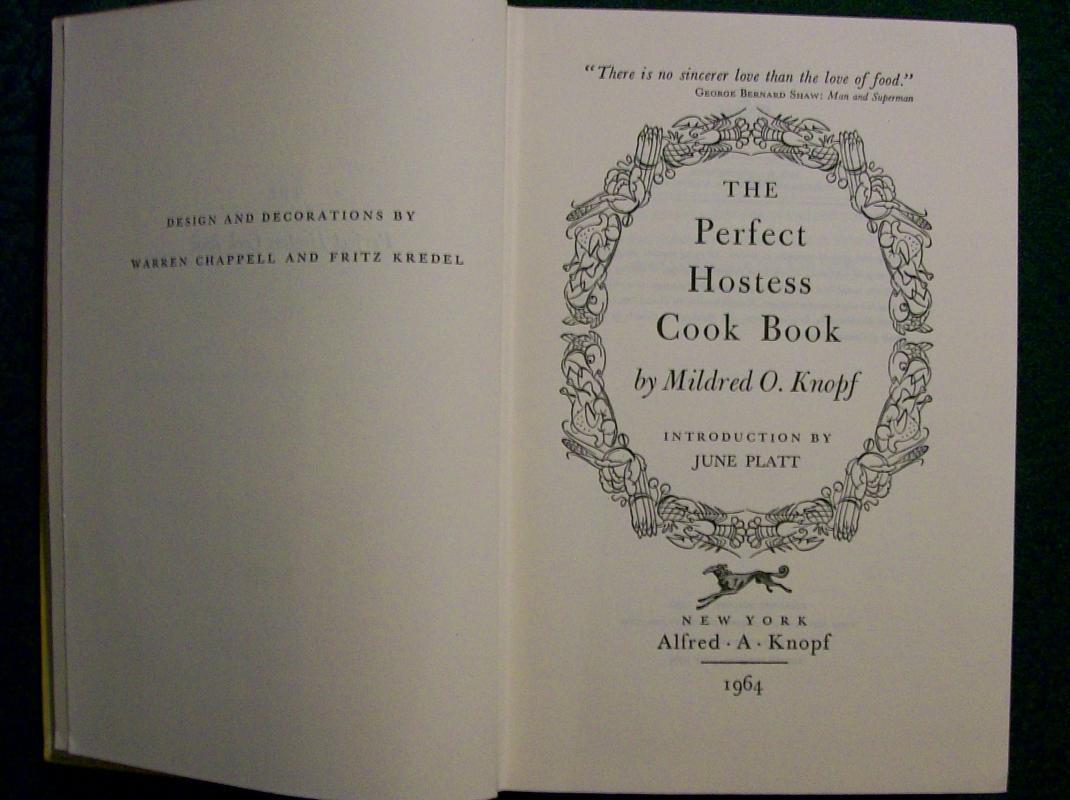 DESIGN AND DECORATIONS BY
WARREN CHAPPELL AND FRITZ KREDEL
“There is no sincerer love than the love of food.”
GEORGE BERNARD SHAW: Man and Superman
THE
Perfect
Hostess
Cook Book
by Mildred O. Knopf
INTRODUCTION BY
JUNE PLATT
NEW YORK
Alfred · A · Knopf
1964